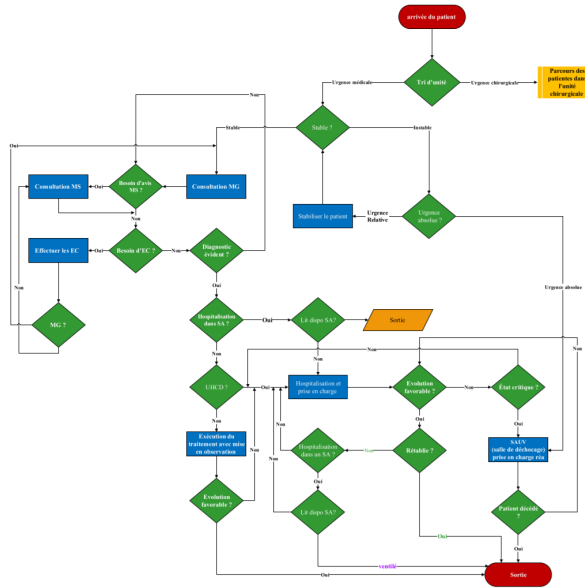 arrivée du patient
Tri d'unité
Urgence médicale
Urgence chirurgicale
Parcours des
patientes dans
l'unité
chirurgicale
Non
Stable ?
Stable
Instable
Oui
Consultation MS
Oui
Besoin d'avis
MS ?
Consultation MG
Stabiliser le patient
Urgence
Relative
Urgence
absolue ?
Non
Effectuer les EC
Oui
Besoin d'EC ?
Non
Diagnostic
évident ?
Urgence absolue
Non
Oui
MG ?
Hospitalisation
dans SA ?
Oui
Lit dispo SA?
Sortie
Non
Non
Non
Non
UHCD ?
Oui
Hospitalisation et
prise en charge
Evolution
favorable ?
Non
État critique ?
Non
Oui
Oui
Exécution du
traitement avec mise
en observation
Non
Non
Non
Hospitalisation
dans un SA ?
Non
Rétablie ?
SAUV
(salle de déchocage)
prise en charge réa
Oui
Evolution
favorable ?
Lit dispo SA?
Patient décédé
?
Oui
Oui
ventillé
Oui
Sortie